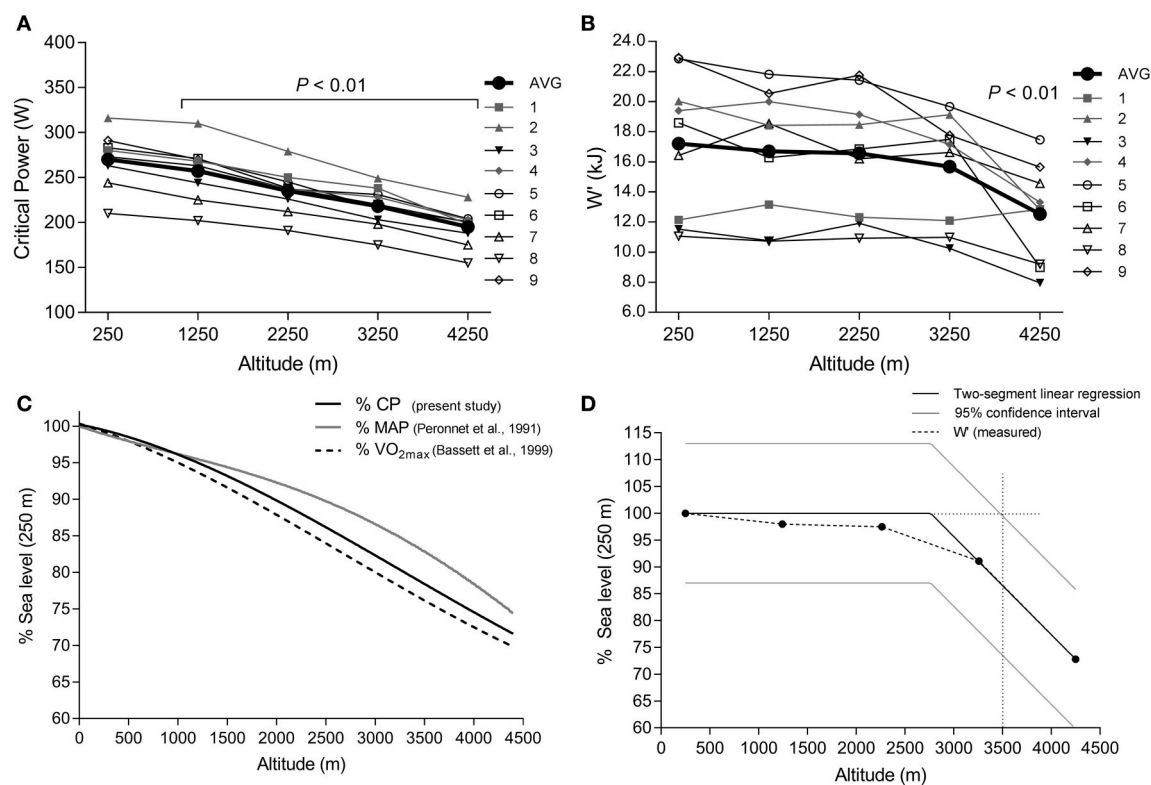 A
400
350
300
250
200
150
100
Critical Power (W)
P < 0.01
250 1250 2250 3250 4250
Altitude (m)
AVG
1
2
3
4
5
6
7
8
9
B
24.0
22.0
20.0
18.0
16.0
14.0
12.0
10.0
8.0
6.0
W' (kJ)
P < 0.01
250 1250 2250 3250 4250
Altitude (m)
AVG
1
2
3
4
5
6
7
8
9
C
% CP (present study)
% MAP (Peronnet et al., 1991)
% VO2max (Bassett et al., 1999)
100
95
90
85
80
75
70
65
60
% Sea level (250 m)
0 500 1000 1500 2000 2500 3000 3500 4000 4500
Altitude (m)
D
Two-segment linear regression
95% confidence interval
W' (measured)
115
110
105
100
95
90
85
80
75
70
65
60
% Sea level (250 m)
0 500 1000 1500 2000 2500 3000 3500 4000 4500
Altitude (m)